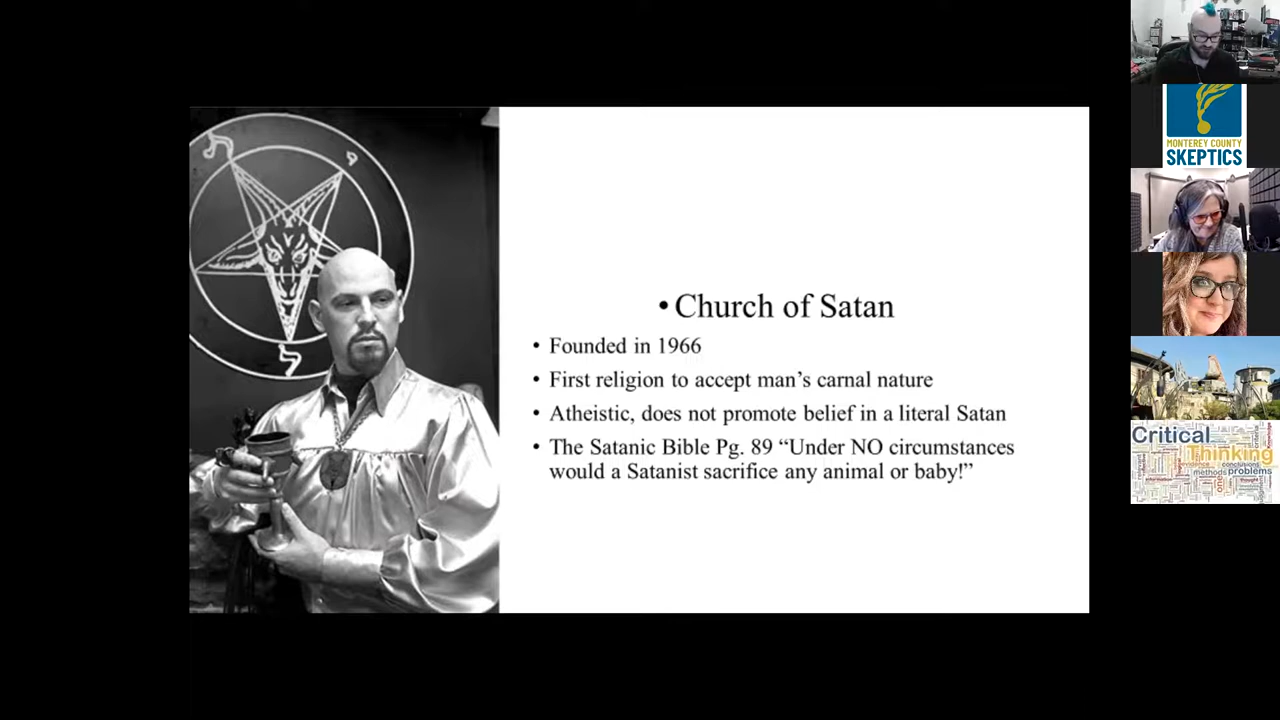 • Church of Satan
• Founded in 1966
• First religion to accept man's carnal nature
• Atheistic, does not promote belief in a literal Satan
• The Satanic Bible Pg. 89 “Under NO circumstances
would a Satanist sacrifice any animal or baby!”
MONTEREY COUNTY
SKEPTICS
Critical
Thinking
conclusions
methods problems
information